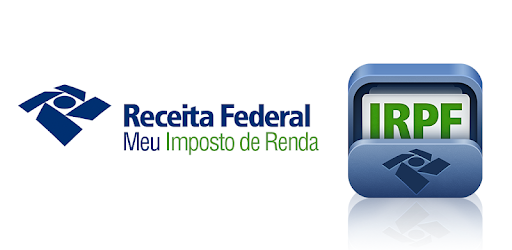 Receita Federal
Meu Imposto de Renda
IRPF